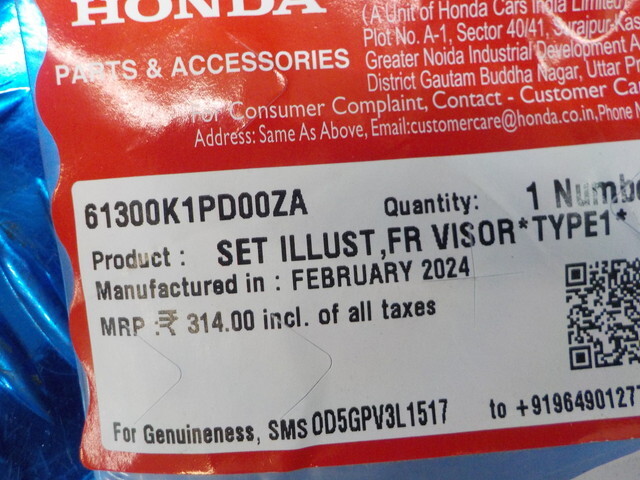 HONDA
PARTS & ACCESSORIES
(A Unit of Honda Cars India Limited
Plot No. A-1, Sector 40/41, Surajpur-Kas
Greater Noida Industrial Development A
District Gautam Buddha Nagar, Uttar Pr
For Consumer Complaint, Contact - Customer Care
Address: Same As Above, Email:customercare@honda.co.in,Phone
61300K1PD00ZA Quantity: 1 Numbe
Product : SET ILLUST,FR VISOR*TYPE1*
Manufactured in : FEBRUARY 2024
MRP :₹ 314.00 incl. of all taxes
For Genuineness, SMS OD5GPV3L1517 to +9196490127